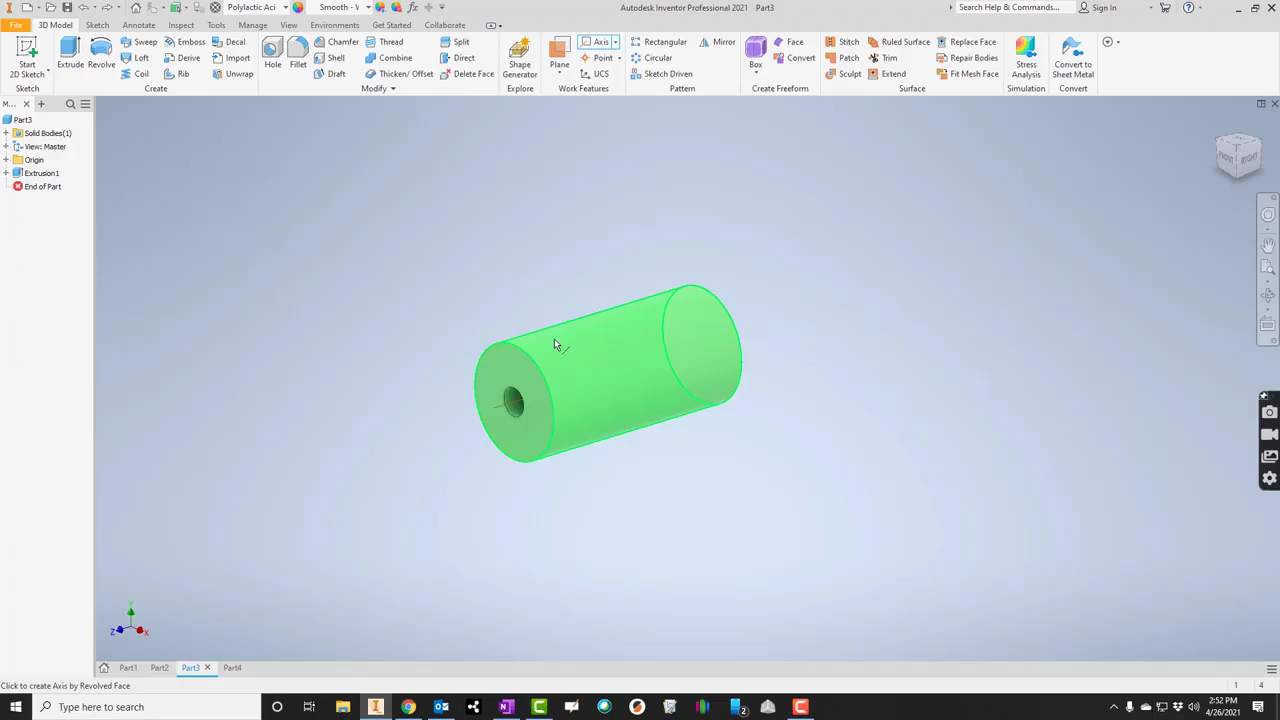 Polylactic Aci
Smooth -
Autodesk Inventor Professional 2021 Part3
Search Help & Commands...
Sign In
File
3D Model
Sketch
Annotate
Inspect
Tools
Manage
View
Environments
Get Started
Collaborate
Start
2D Sketch
Sketch
Extrude
Revolve
Sweep
Loft
Coil
Emboss
Derive
Rib
Decal
Import
Unwrap
Create
Hole
Fillet
Chamfer
Shell
Draft
Thread
Combine
Thicken/ Offset
Split
Direct
Delete Face
Modify
Shape
Generator
Explore
Plane
Axis
Point
UCS
Work Features
Rectangular
Circular
Sketch Driven
Mirror
Pattern
Box
Face
Convert
Create Freeform
Stitch
Patch
Sculpt
Ruled Surface
Trim
Extend
Replace Face
Repair Bodies
Fit Mesh Face
Surface
Stress
Analysis
Simulation
Convert to
Sheet Metal
Convert
M...
Part3
Solid Bodies(1)
View: Master
Origin
Extrusion1
End of Part
FRONT
RIGHT
Y
Z
X
Part1
Part2
Part3
Part4
Click to create Axis by Revolved Face
1
4
Type here to search
2
2:52 PM
4/26/2021